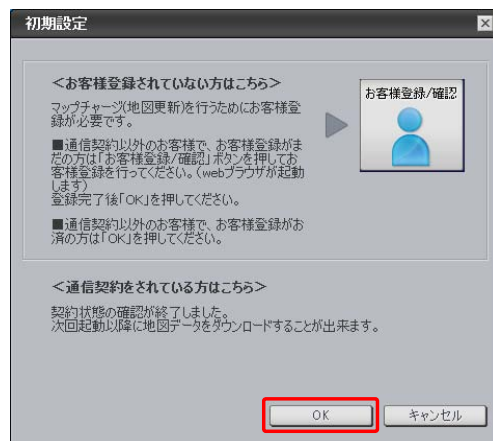 初期設定
＜お客様登録されていない方はこちら＞
マップチャージ(地図更新)を行うためにお客様登
録が必要です。
■通信契約以外のお客様で、お客様登録がま
だの方は「お客様登録/確認」ボタンを押してお
客様登録を行ってください。(webブラウザが起動
します)
登録完了後「OK」を押してください。
■通信契約以外のお客様で、お客様登録がお
済の方は「OK」を押してください。
お客様登録/確認
＜通信契約をされている方はこちら＞
契約状態の確認が終了しました。
次回起動以降に地図データをダウンロードすることが出来ます。
OK
キャンセル